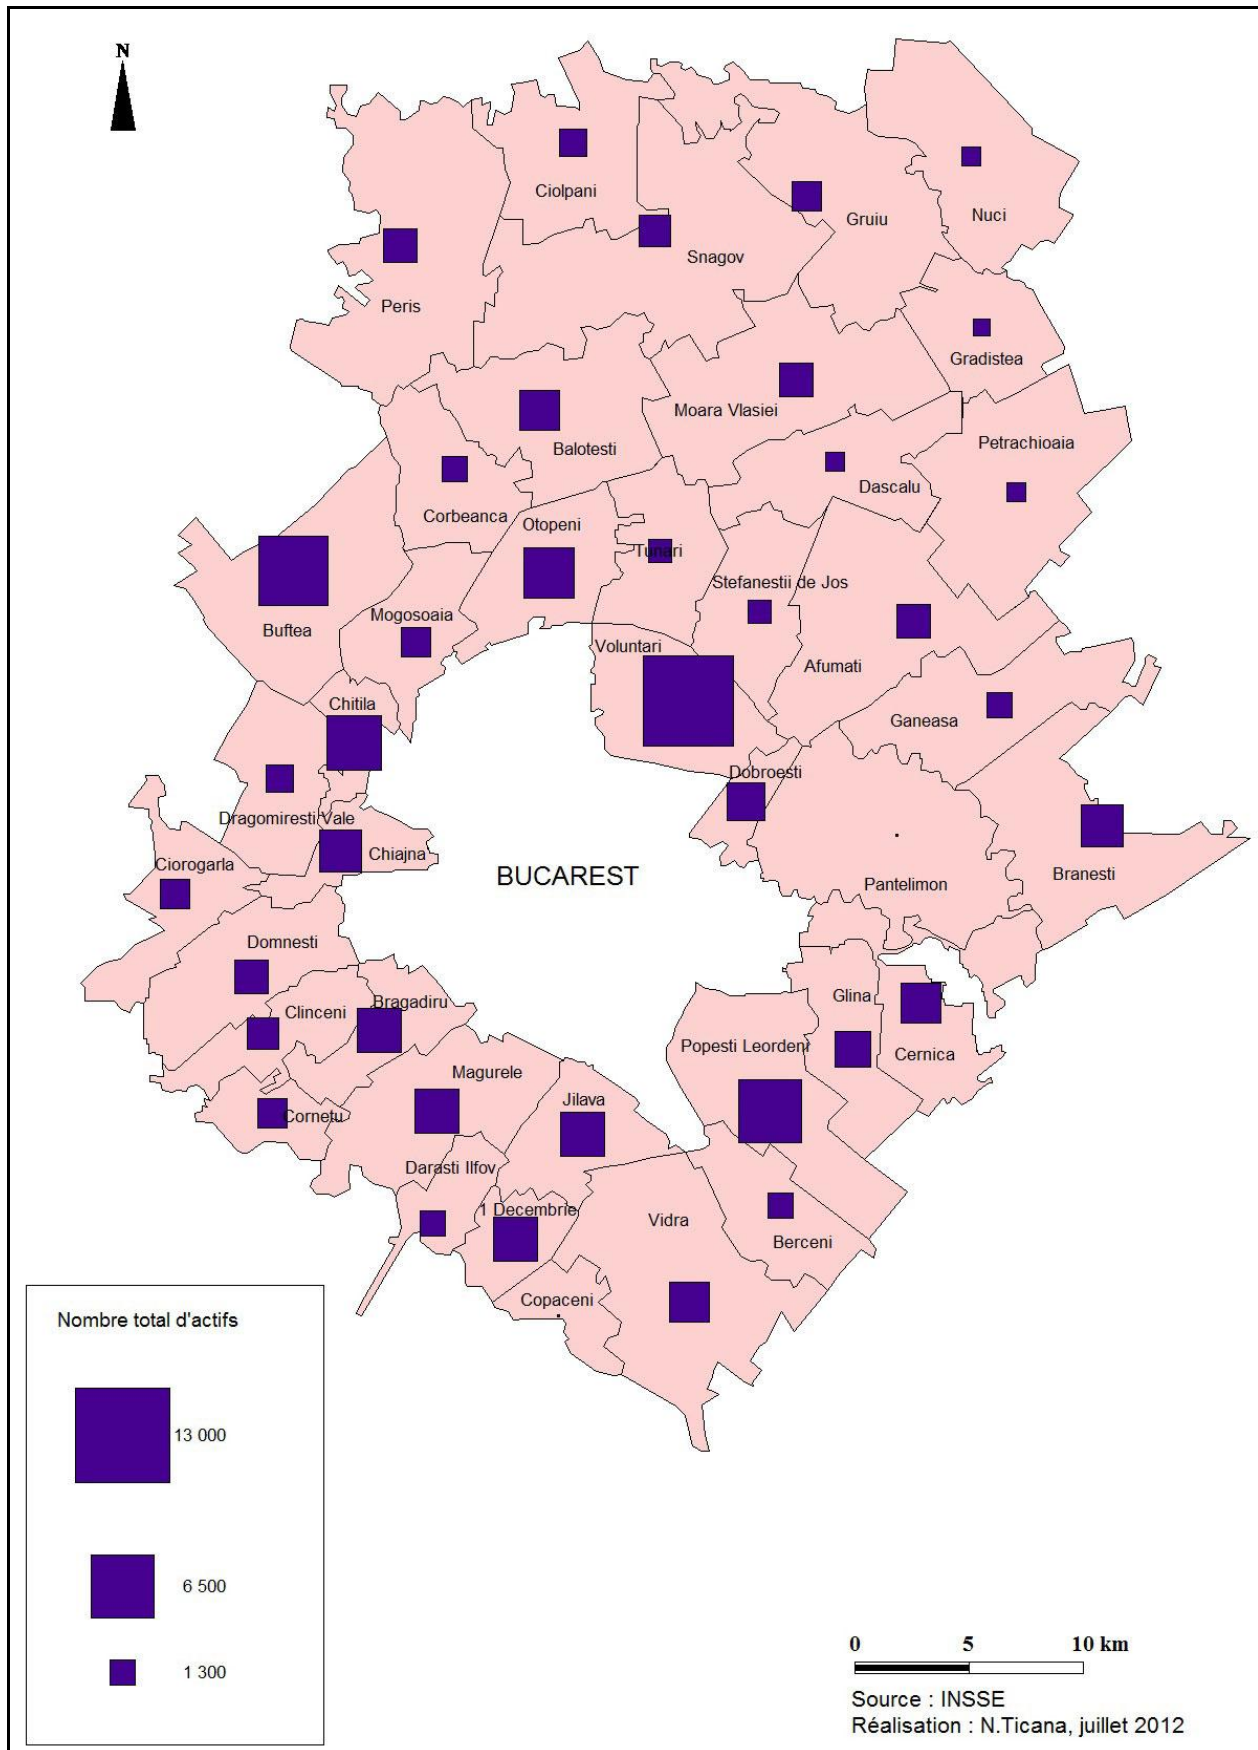 N
Ciolpani
Nuci
Gruiu
Snagov
Peris
Gradistea
Moara Vlasiei
Balotesti
Petrachioaia
Dascalu
Corbeanca
Otopeni
Tunari
Stefanestii de Jos
Mogosoaia
Buftea
Voluntari
Afumati
Ganeasa
Chitila
Dobroesti
Dragomiresti Vale
Chiajna
Ciorogarla
BUCAREST
Pantelimon
Branesti
Domnesti
Clinceni
Bragadiru
Glina
Popesti Leordeni
Cernica
Magurele
Jilava
Cornetu
Darasti Ilfov
1 Decembrie
Vidra
Berceni
Copaceni
Nombre total d'actifs
13 000
6 500
1 300
0 5 10 km
Source : INSSE
Réalisation : N.Ticana, juillet 2012